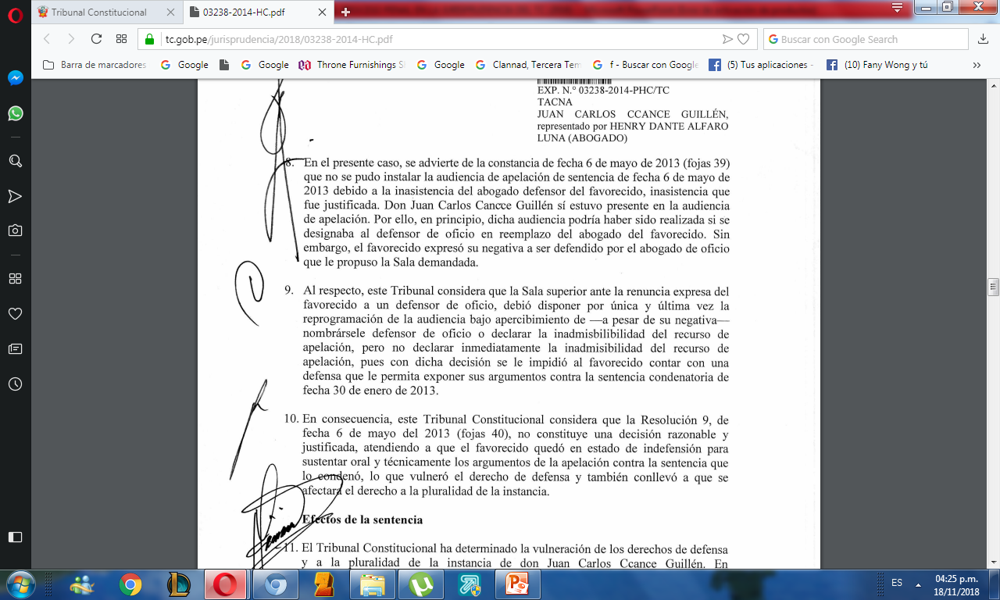 Tribunal Constitucional
03238-2014-HC.pdf
tc.gob.pe/jurisprudencia/2018/03238-2014-HC.pdf
Buscar con Google Search
Barra de marcadores
Google
Google
Throne Furnishings S
Google
Clannad, Tercera Tem
f - Buscar con Google
(5) Tus aplicaciones -
(10) Fany Wong y tú
EXP. N.° 03238-2014-PHC/TC
TACNA
JUAN CARLOS CCANCE GUILLÉN,
representado por HENRY DANTE ALFARO
LUNA (ABOGADO)
8. En el presente caso, se advierte de la constancia de fecha 6 de mayo de 2013 (fojas 39)
que no se pudo instalar la audiencia de apelación de sentencia de fecha 6 de mayo de
2013 debido a la inasistencia del abogado defensor del favorecido, inasistencia que
fue justificada. Don Juan Carlos Cancce Guillén sí estuvo presente en la audiencia
de apelación. Por ello, en principio, dicha audiencia podría haber sido realizada si se
designaba al defensor de oficio en reemplazo del abogado del favorecido. Sin
embargo, el favorecido expresó su negativa a ser defendido por el abogado de oficio
que le propuso la Sala demandada.
9. Al respecto, este Tribunal considera que la Sala superior ante la renuncia expresa del
favorecido a un defensor de oficio, debió disponer por única y última vez la
reprogramación de la audiencia bajo apercibimiento de —a pesar de su negativa—
nombrársele defensor de oficio o declarar la inadmisbilibilidad del recurso de
apelación, pero no declarar inmediatamente la inadmisibilidad del recurso de
apelación, pues con dicha decisión se le impidió al favorecido contar con una
defensa que le permita exponer sus argumentos contra la sentencia condenatoria de
fecha 30 de enero de 2013.
10. En consecuencia, este Tribunal Constitucional considera que la Resolución 9, de
fecha 6 de mayo del 2013 (fojas 40), no constituye una decisión razonable y
justificada, atendiendo a que el favorecido quedó en estado de indefensión para
sustentar oral y técnicamente los argumentos de la apelación contra la sentencia que
lo condenó, lo que vulneró el derecho de defensa y también conllevó a que se
afectara el derecho a la pluralidad de la instancia.
Efectos de la sentencia
11. El Tribunal Constitucional ha determinado la vulneración de los derechos de defensa
y a la pluralidad de la instancia de don Juan Carlos Ccance Guillén. En
ES
04:25 p.m.
18/11/2018